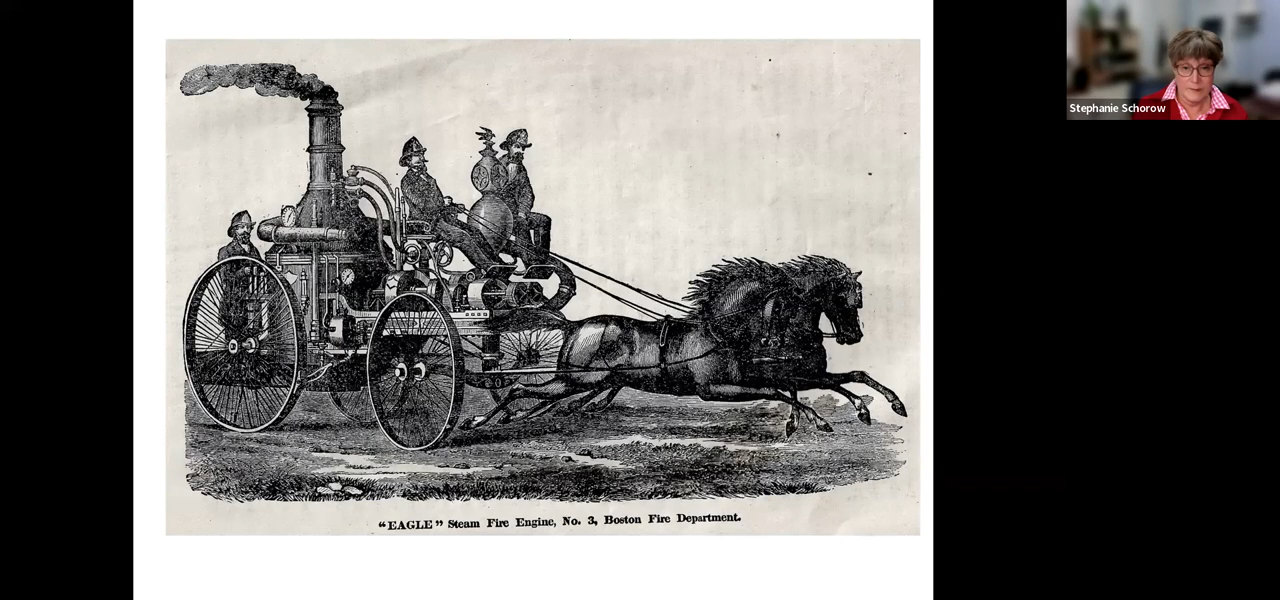 Stephanie Schorow
"EAGLE" Steam Fire Engine, No. 3, Boston Fire Department.